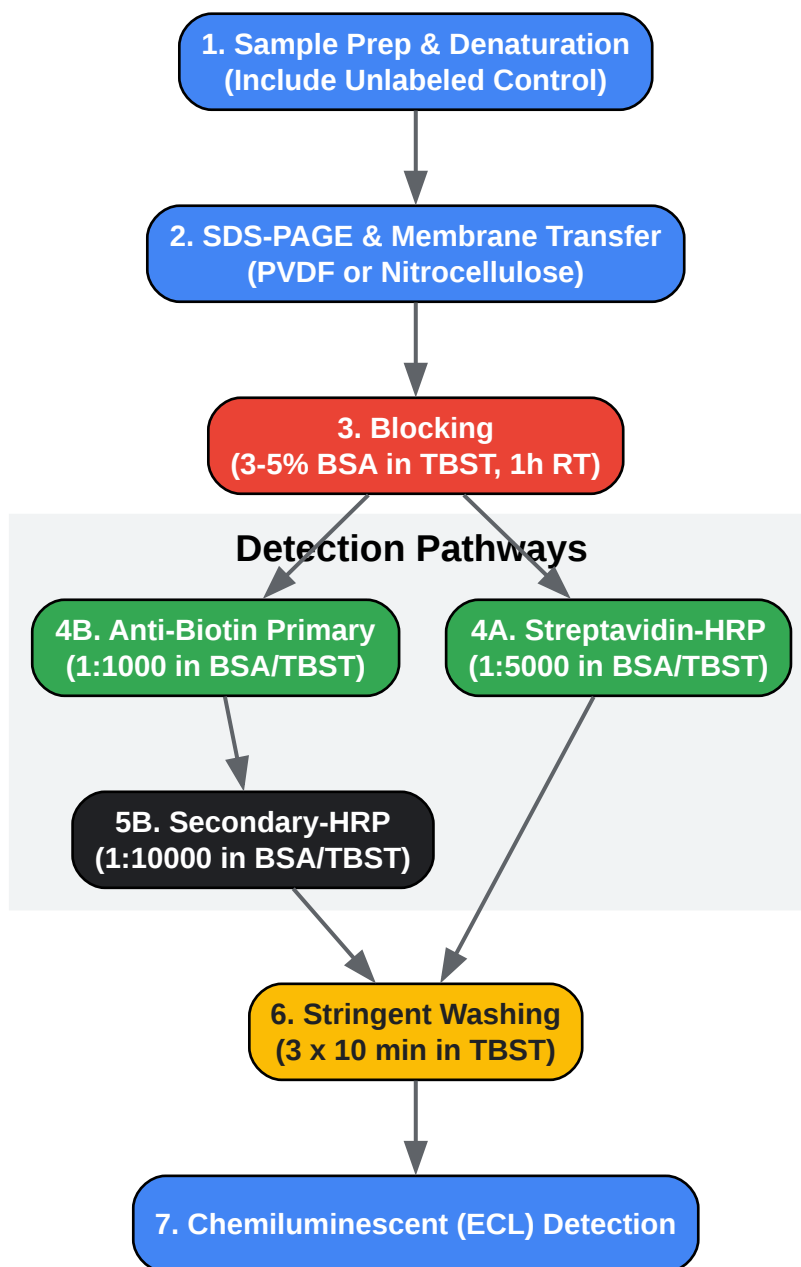 1. Sample Prep & Denaturation
(Include Unlabeled Control)
2. SDS-PAGE & Membrane Transfer
(PVDF or Nitrocellulose)
3. Blocking
(3-5% BSA in TBST, 1h RT)
Detection Pathways
4B. Anti-Biotin Primary
(1:1000 in BSA/TBST)
4A. Streptavidin-HRP
(1:5000 in BSA/TBST)
5B. Secondary-HRP
(1:10000 in BSA/TBST)
6. Stringent Washing
(3 x 10 min in TBST)
7. Chemiluminescent (ECL) Detection